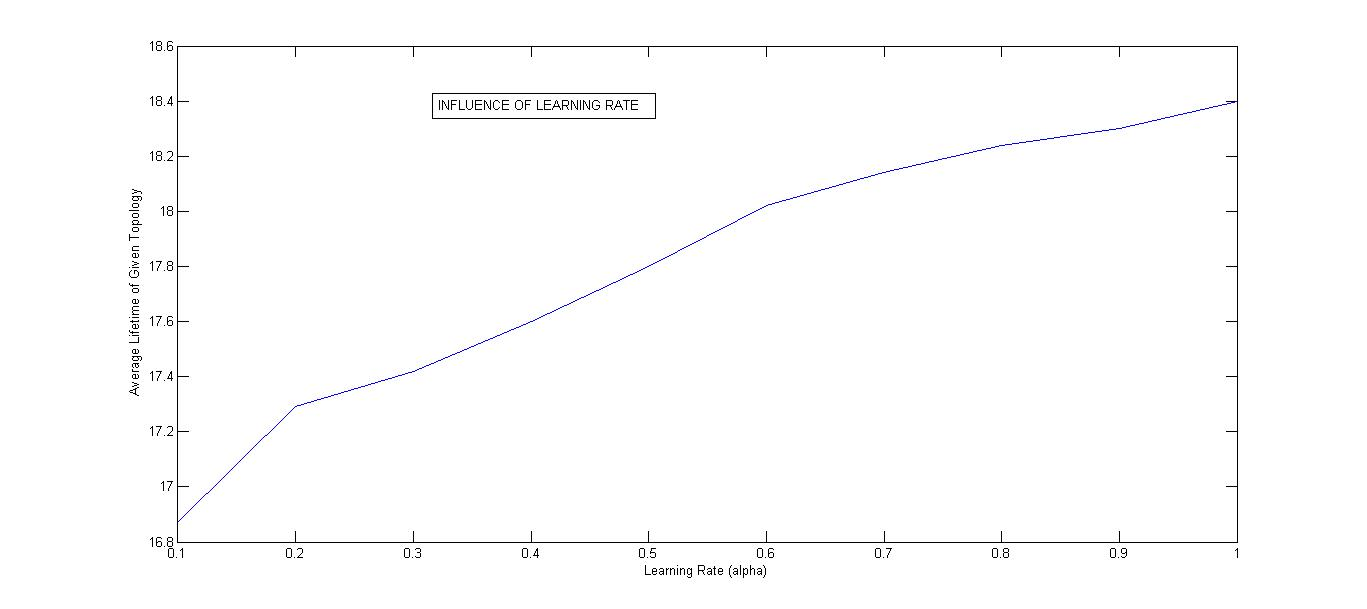 INFLUENCE OF LEARNING RATE
Average Lifetime of Given Topology
18.6
18.4
18.2
18
17.8
17.6
17.4
17.2
17
16.8
0.1 0.2 0.3 0.4 0.5 0.6 0.7 0.8 0.9 1
Learning Rate (alpha)